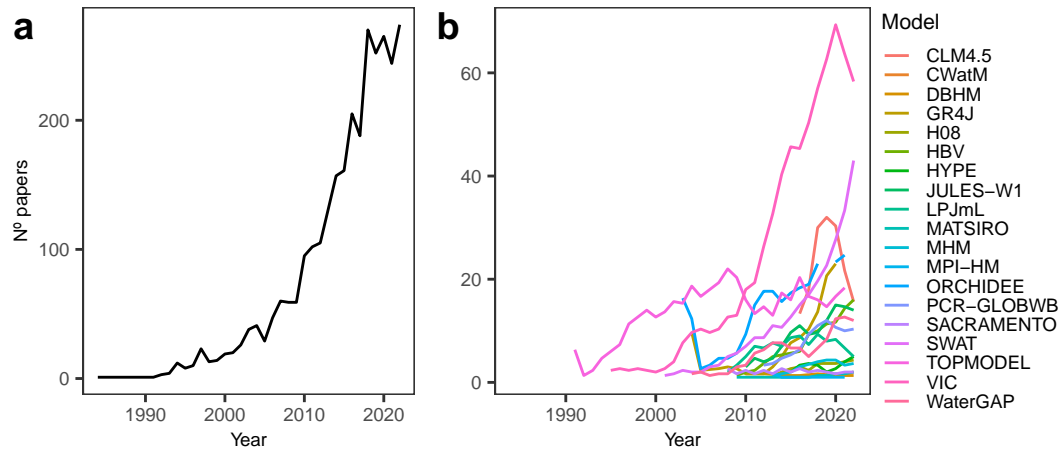 a
b
Model
CLM4.5
CWatM
DBHM
GR4J
H08
HBV
HYPE
JULES−W1
LPJmL
MATSIRO
MHM
MPI−HM
ORCHIDEE
PCR−GLOBWB
SACRAMENTO
SWAT
TOPMODEL
VIC
WaterGAP
Nº papers
200
100
0
1990
2000
2010
2020
Year
60
40
20
0
1990
2000
2010
2020
Year